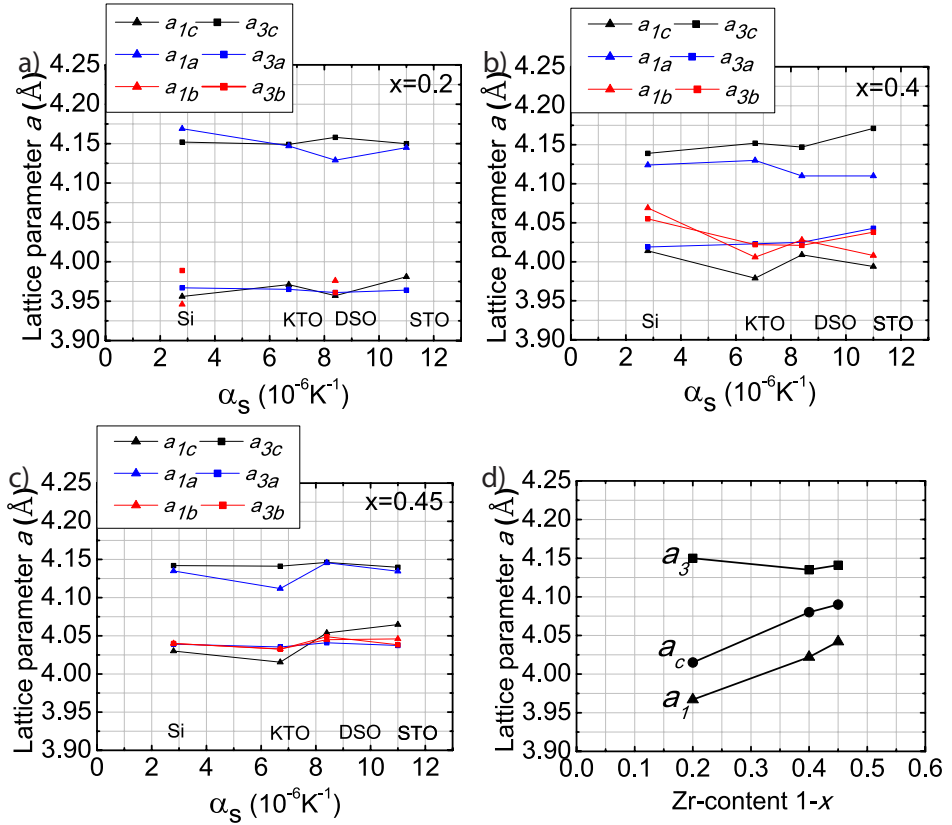 a)
a1c a3c
a1a a3a
a1b a3b
x=0.2
Lattice parameter a (Å)
4.25
4.20
4.15
4.10
4.05
4.00
3.95
3.90
Si KTO DSO STO
0 2 4 6 8 10 12
αs (10⁻⁶K⁻¹)
b)
a1c a3c
a1a a3a
a1b a3b
x=0.4
Lattice parameter a (Å)
4.25
4.20
4.15
4.10
4.05
4.00
3.95
3.90
Si KTO DSO STO
0 2 4 6 8 10 12
αs (10⁻⁶K⁻¹)
c)
a1c a3c
a1a a3a
a1b a3b
x=0.45
Lattice parameter a (Å)
4.25
4.20
4.15
4.10
4.05
4.00
3.95
3.90
Si KTO DSO STO
0 2 4 6 8 10 12
αs (10⁻⁶K⁻¹)
d)
Lattice parameter a (Å)
4.25
4.20
4.15
4.10
4.05
4.00
3.95
3.90
a3
ac
a1
0.0 0.1 0.2 0.3 0.4 0.5 0.6
Zr-content 1-x